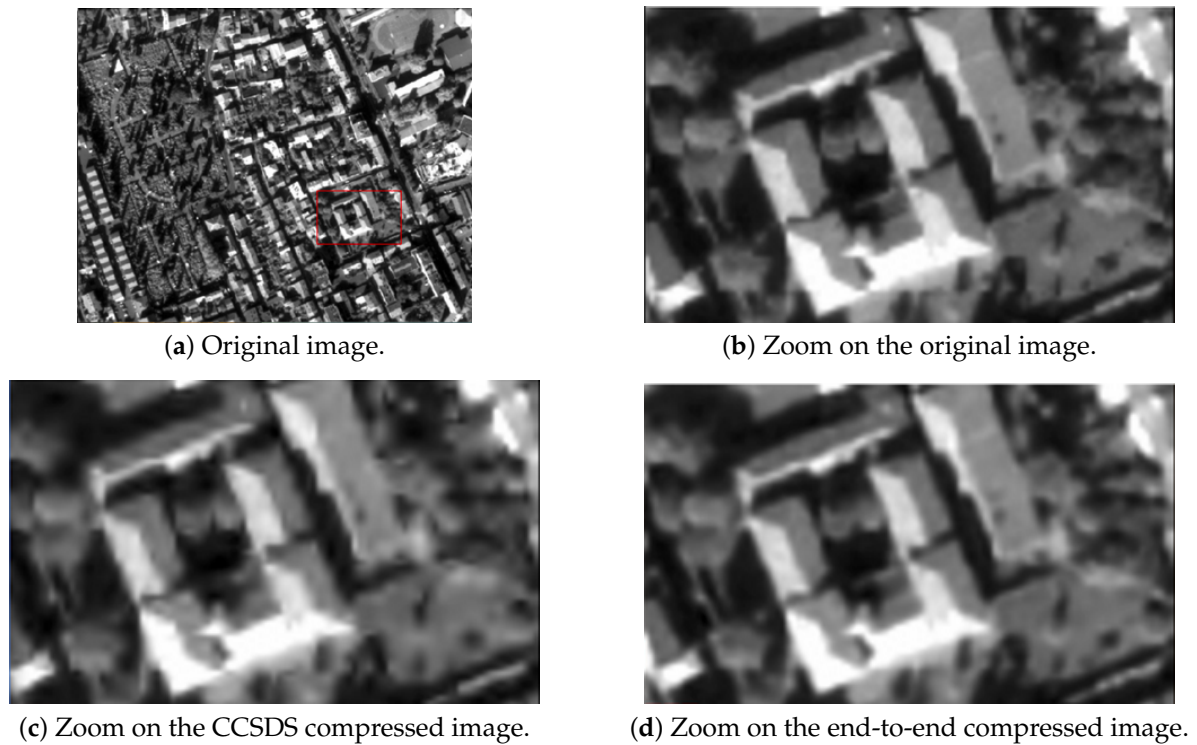 (a) Original image.
(b) Zoom on the original image.
(c) Zoom on the CCSDS compressed image.
(d) Zoom on the end-to-end compressed image.